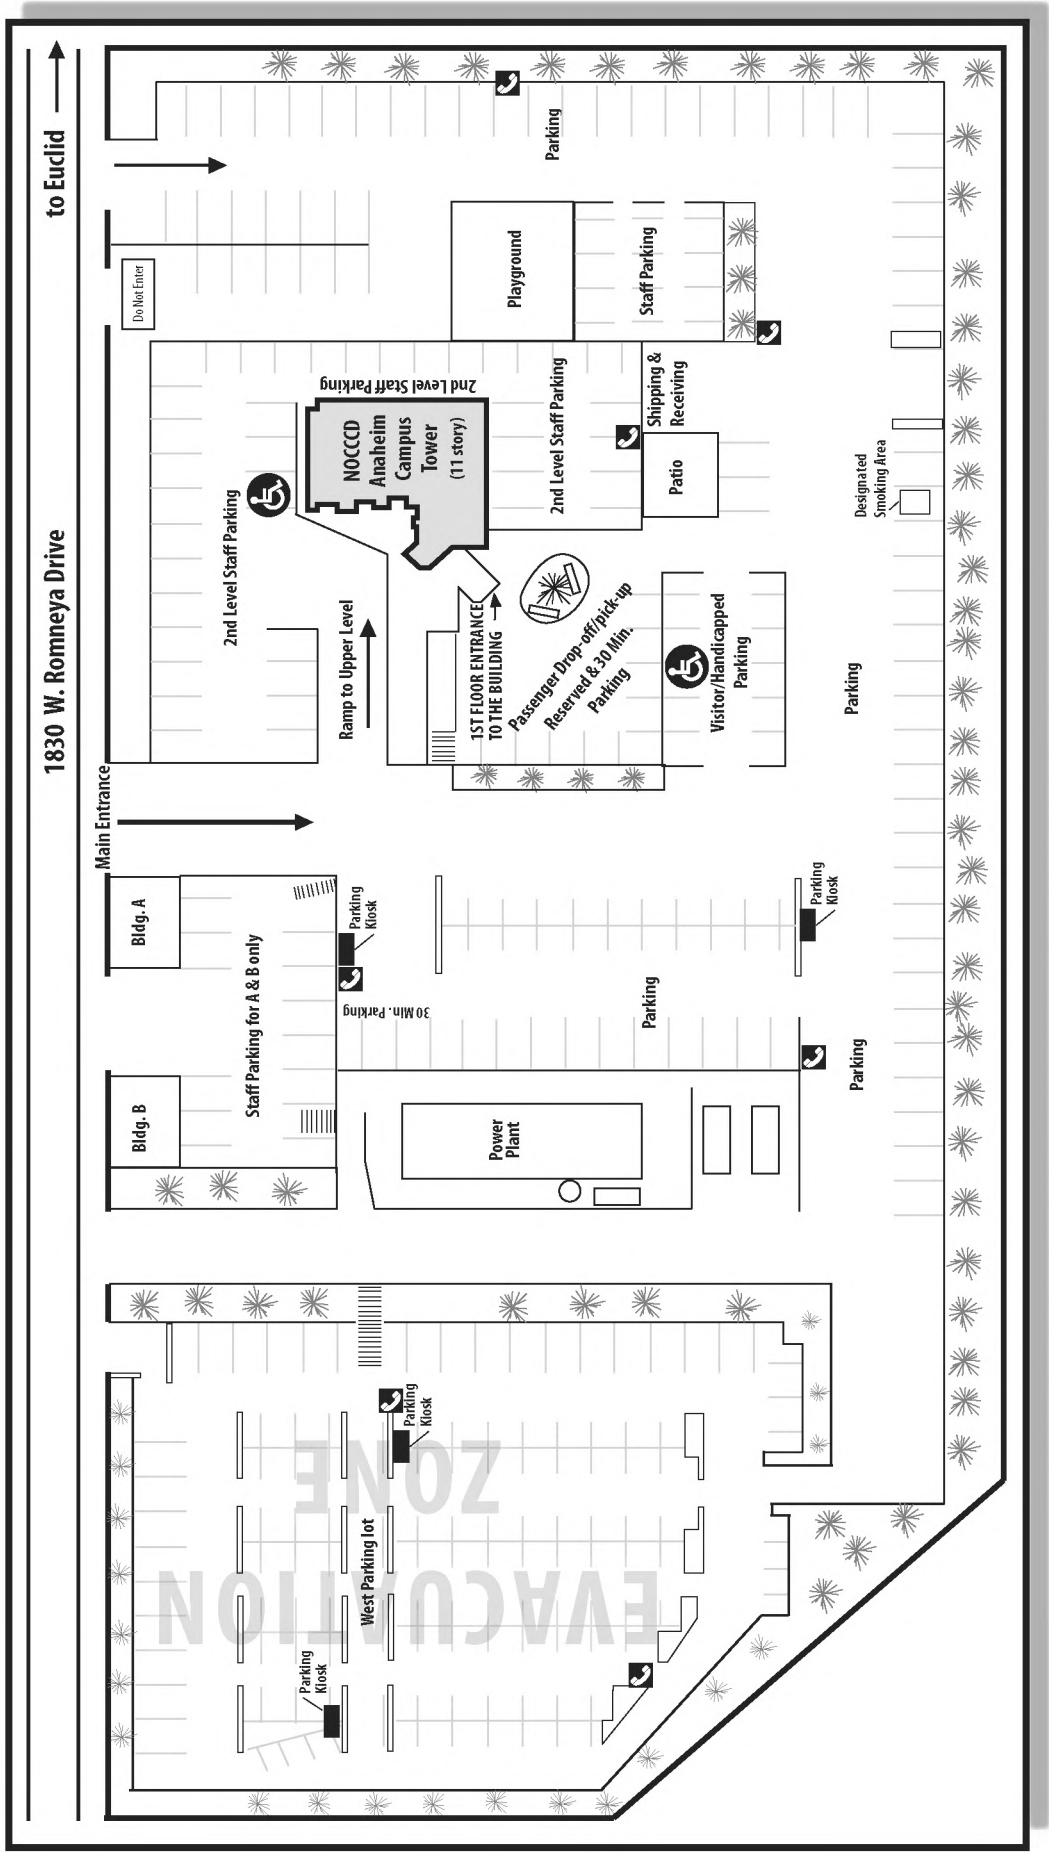 1830 W. Romneya Drive
to Euclid
Main Entrance
Do Not Enter
Parking
Playground
Staff Parking
2nd Level Staff Parking
NOCCCD
Anaheim
Campus
Tower
(11 story)
2nd Level Staff Parking
2nd Level Staff Parking
Shipping &
Receiving
Patio
Designated
Smoking Area
Ramp to Upper Level
1ST FLOOR ENTRANCE
TO THE BUILDING
Passenger Drop-off/pick-up
Reserved & 30 Min.
Parking
Visitor/Handicapped
Parking
Parking
Bldg. A
Staff Parking for A & B only
Parking
Kiosk
30 Min. Parking
Parking
Parking
Kiosk
Parking
Bldg. B
Power
Plant
Parking
Kiosk
West Parking lot
Parking
Kiosk
EVACUATION
ZONE